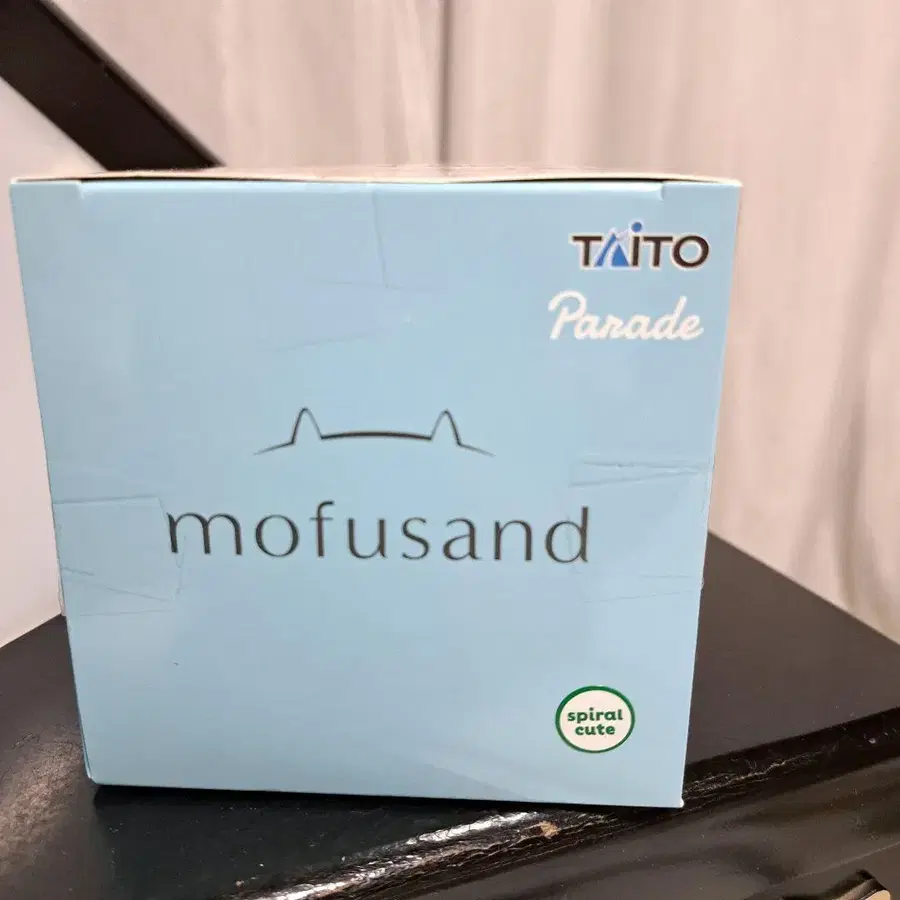 TAITO
Parade
mofusand
spiral
cute